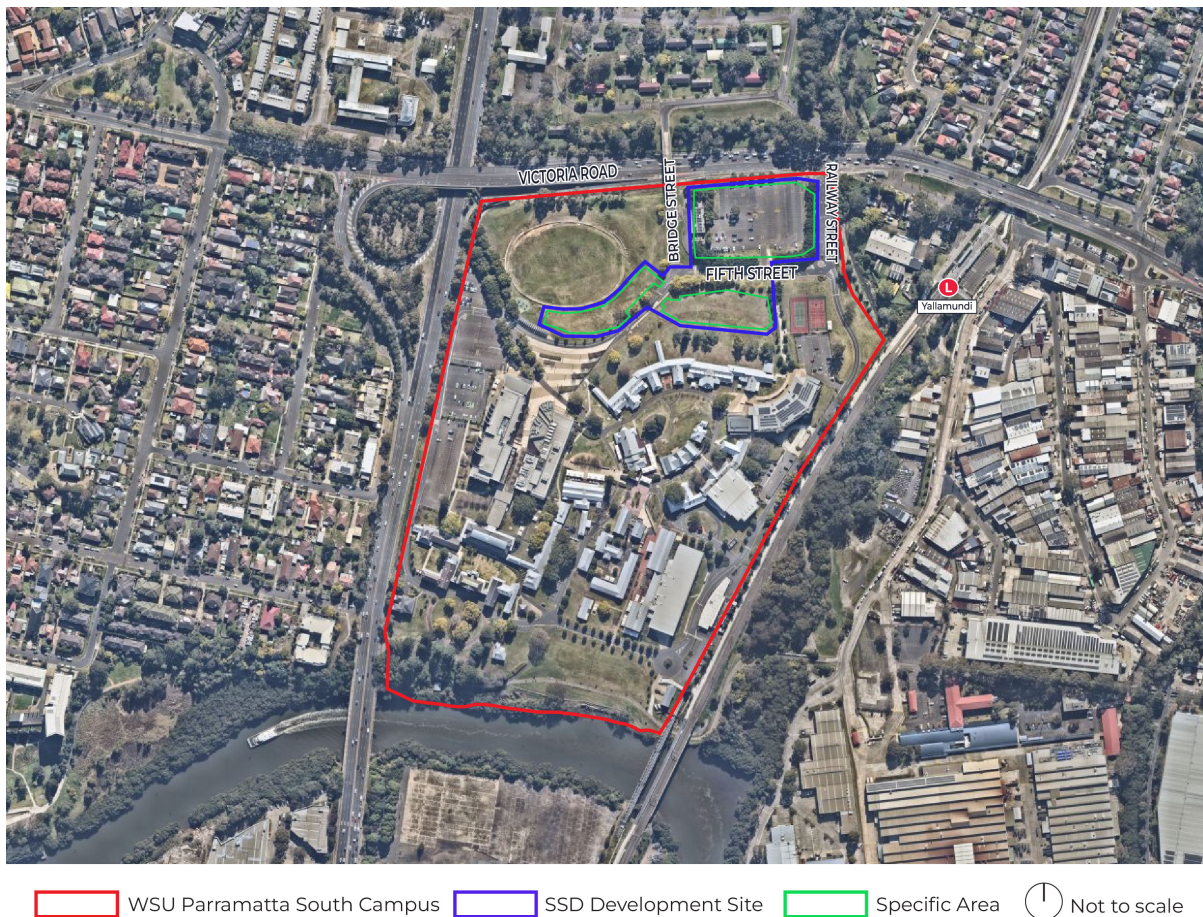 VICTORIA ROAD
BRIDGE STREET
RAILWAY STREET
FIFTH STREET
L
Yallamundi
WSU Parramatta South Campus
SSD Development Site
Specific Area
Not to scale